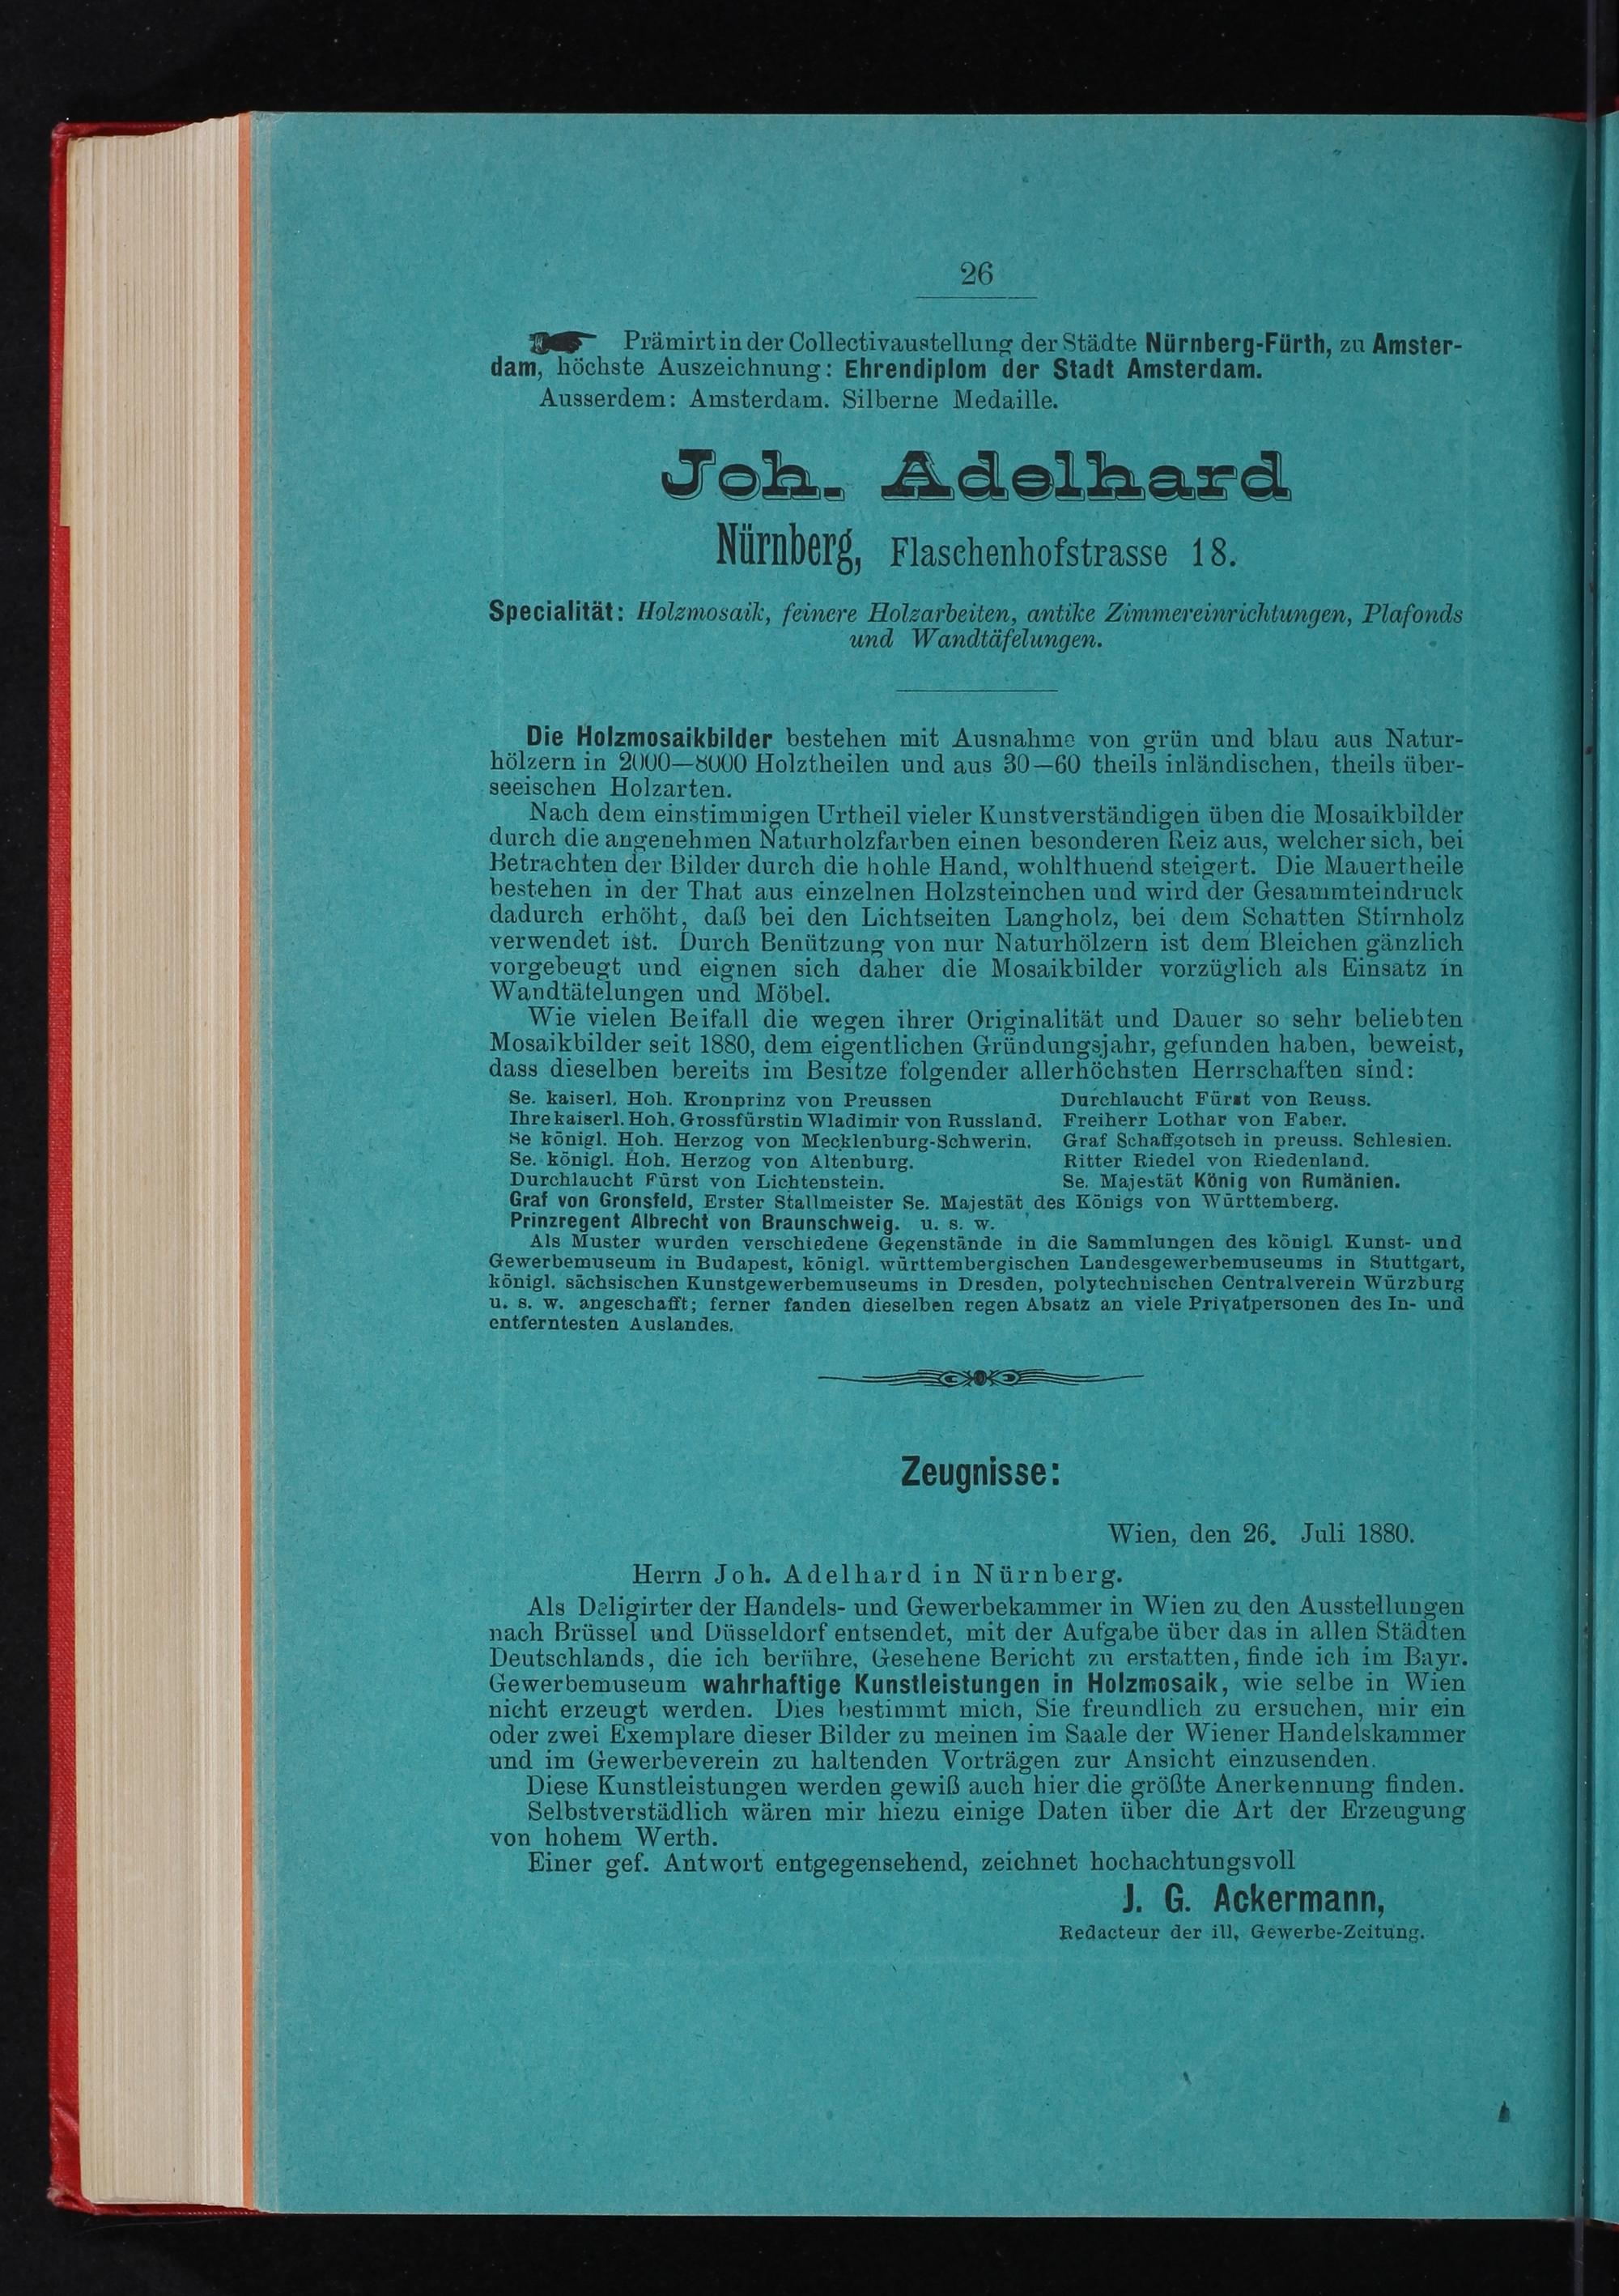 26
Prämirt in der Collectivaustellung der Städte Nürnberg-Fürth, zu Amster-
dam, höchste Auszeichnung: Ehrendiplom der Stadt Amsterdam.
Ausserdem: Amsterdam. Silberne Medaille.
Joh. Adelhard
Nürnberg, Flaschenhofstrasse 18.
Specialität: Holzmosaik, feinere Holzarbeiten, antike Zimmereinrichtungen, Plafonds
und Wandtäfelungen.
Die Holzmosaikbilder bestehen mit Ausnahme von grün und blau aus Natur-
hölzern in 2000—8000 Holztheilen und aus 30—60 theils inländischen, theils über-
seeischen Holzarten.
Nach dem einstimmigen Urtheil vieler Kunstverständigen üben die Mosaikbilder
durch die angenehmen Naturholzfarben einen besonderen Reiz aus, welcher sich, bei
Betrachten der Bilder durch die hohle Hand, wohlthuend steigert. Die Mauertheile
bestehen in der That aus einzelnen Holzsteinchen und wird der Gesammteindruck
dadurch erhöht, daß bei den Lichtseiten Langholz, bei dem Schatten Stirnholz
verwendet ist. Durch Benützung von nur Naturhölzern ist dem Bleichen gänzlich
vorgebeugt und eignen sich daher die Mosaikbilder vorzüglich als Einsatz in
Wandtätelungen und Möbel.
Wie vielen Beifall die wegen ihrer Originalität und Dauer so sehr beliebten
Mosaikbilder seit 1880, dem eigentlichen Gründungsjahr, gefunden haben, beweist,
dass dieselben bereits im Besitze folgender allerhöchsten Herrschaften sind:
Se. kaiserl. Hoh. Kronprinz von Preussen
Ihre kaiserl. Hoh. Grossfürstin Wladimir von Russland.
Se königl. Hoh. Herzog von Mecklenburg-Schwerin.
Se. königl. Hoh. Herzog von Altenburg.
Durchlaucht Fürst von Lichtenstein.
Durchlaucht Fürst von Reuss.
Freiherr Lothar von Faber.
Graf Schaffgotsch in preuss. Schlesien.
Ritter Riedel von Riedenland.
Se. Majestät König von Rumänien.
Graf von Gronsfeld, Erster Stallmeister Se. Majestät des Königs von Württemberg.
Prinzregent Albrecht von Braunschweig. u. s. w.
Als Muster wurden verschiedene Gegenstände in die Sammlungen des königl. Kunst- und
Gewerbemuseum in Budapest, königl. württembergischen Landesgewerbemuseums in Stuttgart,
königl. sächsischen Kunstgewerbemuseums in Dresden, polytechnischen Centralverein Würzburg
u. s. w. angeschafft; ferner fanden dieselben regen Absatz an viele Privatpersonen des In- und
entferntesten Auslandes.
Zeugnisse:
Wien, den 26. Juli 1880.
Herrn Joh. Adelhard in Nürnberg.
Als Deligirter der Handels- und Gewerbekammer in Wien zu den Ausstellungen
nach Brüssel und Düsseldorf entsendet, mit der Aufgabe über das in allen Städten
Deutschlands, die ich berühre, Gesehene Bericht zu erstatten, finde ich im Bayr.
Gewerbemuseum wahrhaftige Kunstleistungen in Holzmosaik, wie selbe in Wien
nicht erzeugt werden. Dies bestimmt mich, Sie freundlich zu ersuchen, mir ein
oder zwei Exemplare dieser Bilder zu meinen im Saale der Wiener Handelskammer
und im Gewerbeverein zu haltenden Vorträgen zur Ansicht einzusenden.
Diese Kunstleistungen werden gewiß auch hier die größte Anerkennung finden.
Selbstverstädlich wären mir hiezu einige Daten über die Art der Erzeugung
von hohem Werth.
Einer gef. Antwort entgegensehend, zeichnet hochachtungsvoll
J. G. Ackermann,
Redacteur der ill. Gewerbe-Zeitung.